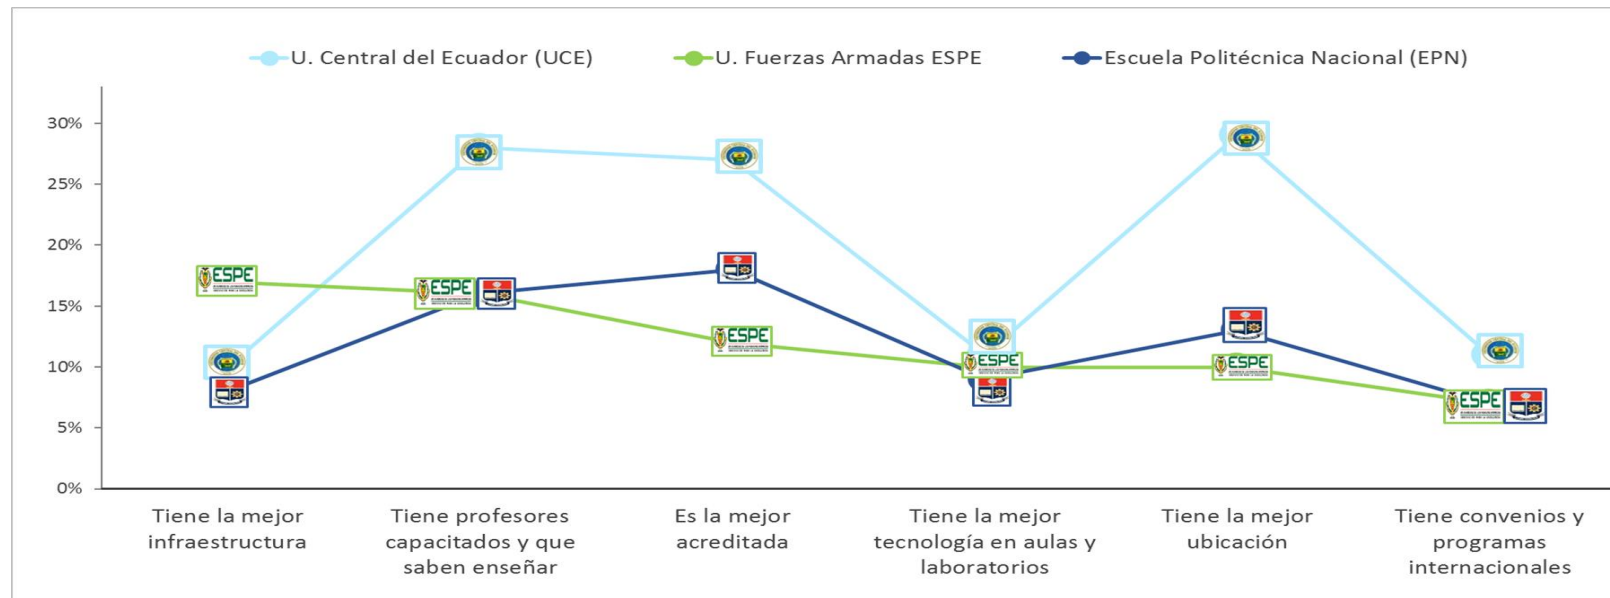 U. Central del Ecuador (UCE) U. Fuerzas Armadas ESPE Escuela Politécnica Nacional (EPN)
30%
25%
20%
15%
10%
5%
0%
ESPE
ESPE
ESPE
ESPE
ESPE
ESPE
Tiene la mejor
infraestructura
Tiene profesores
capacitados y que
saben enseñar
Es la mejor
acreditada
Tiene la mejor
tecnología en aulas y
laboratorios
Tiene la mejor
ubicación
Tiene convenios y
programas
internacionales